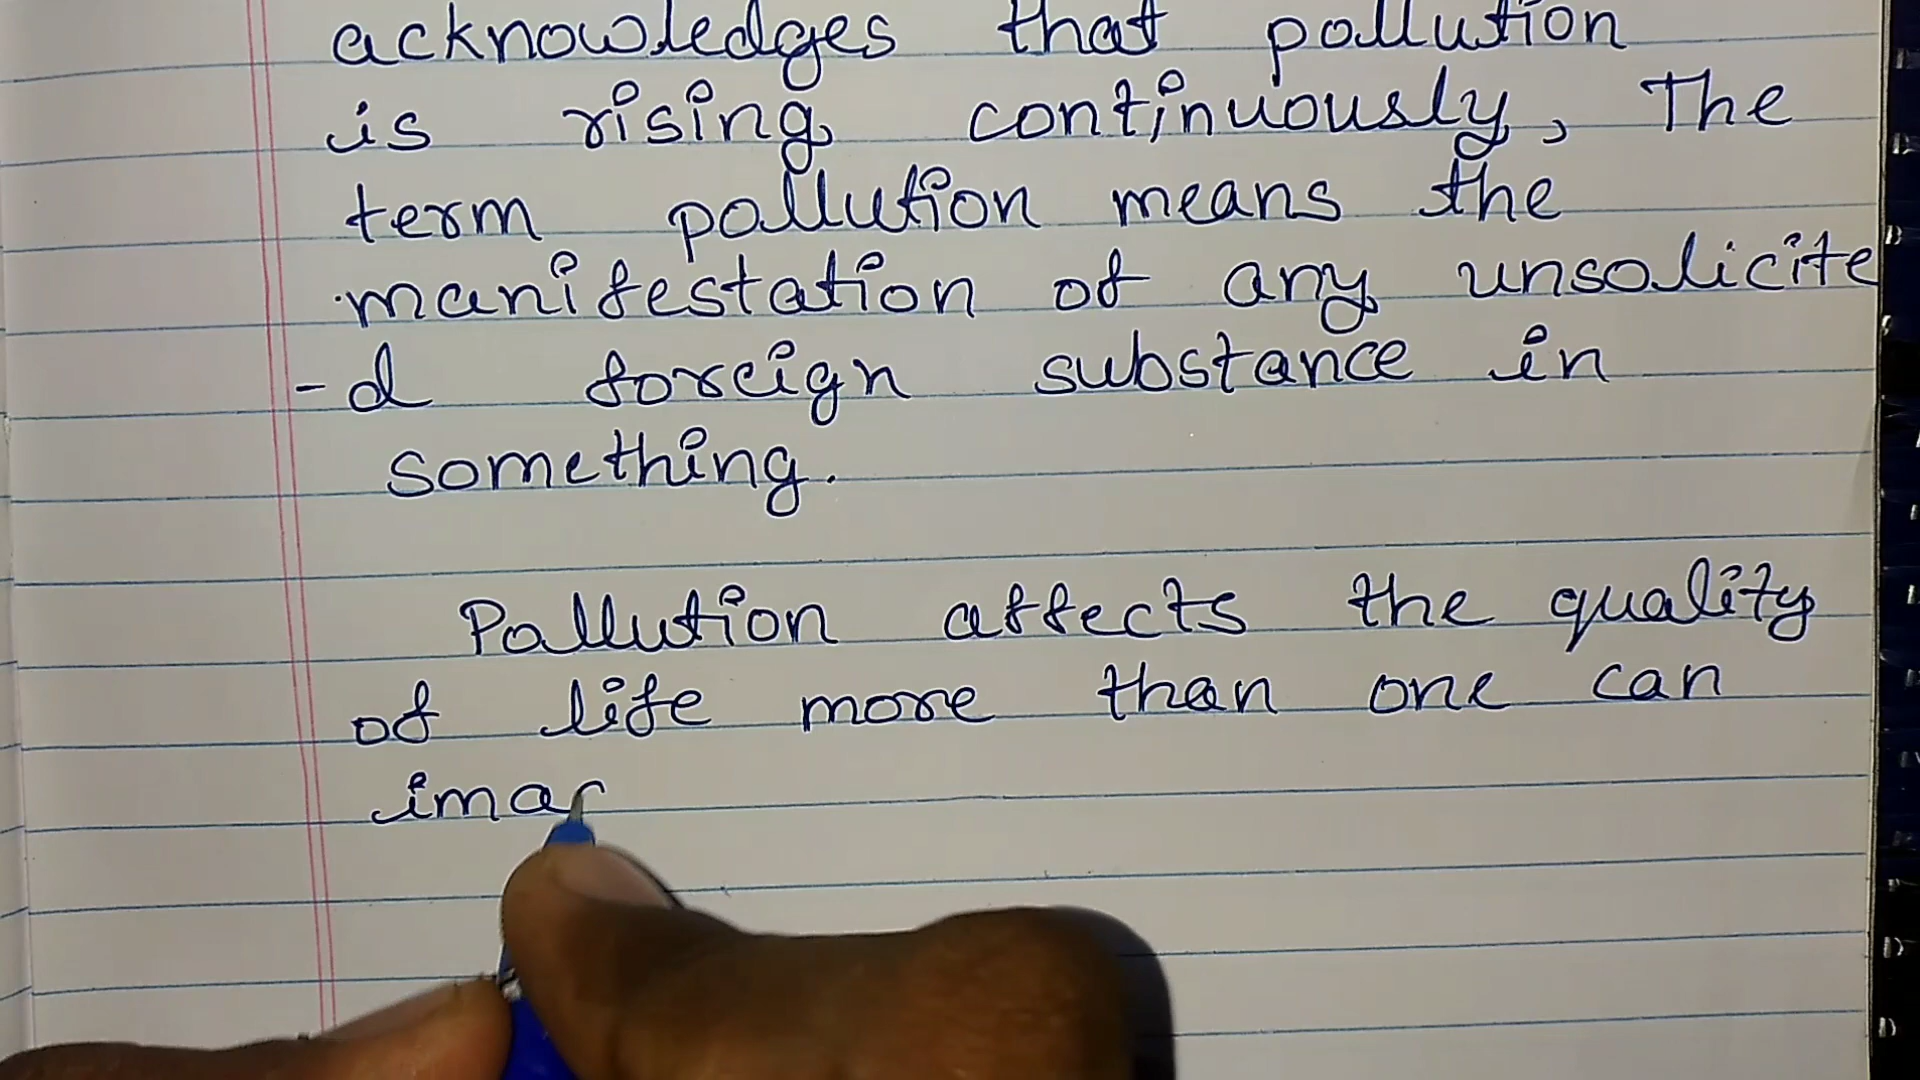 acknowledges that pollution
is rising continuously, The
term pollution means the
manifestation of any unsolicite
-d foreign substance in
something.
Pollution affects the quality
of life more than one can
imag